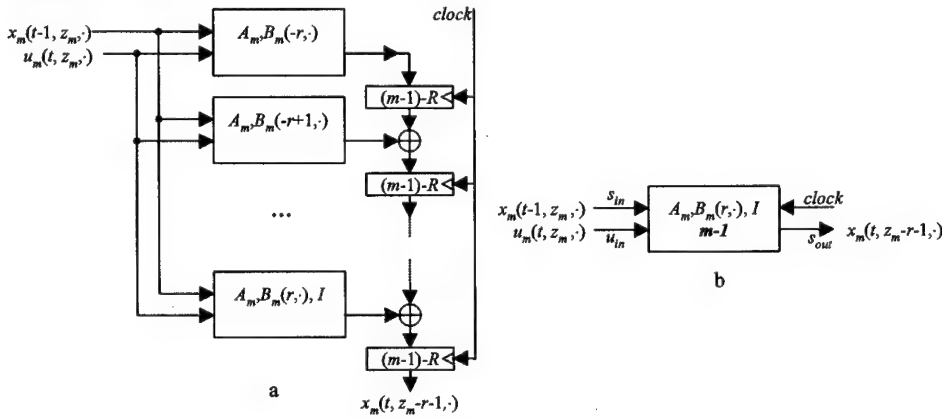 x_m(t-1, z_m,·)
u_m(t, z_m,·)
A_m,B_m(-r,·)
clock
(m-1)-R
A_m,B_m(-r+1,·)
(m-1)-R
...
A_m,B_m(r,·), I
(m-1)-R
a
x_m(t, z_m-r-1,·)
x_m(t-1, z_m,·)
s_in
u_m(t, z_m,·)
u_in
A_m,B_m(r,·), I
m-1
clock
s_out
x_m(t, z_m-r-1,·)
b